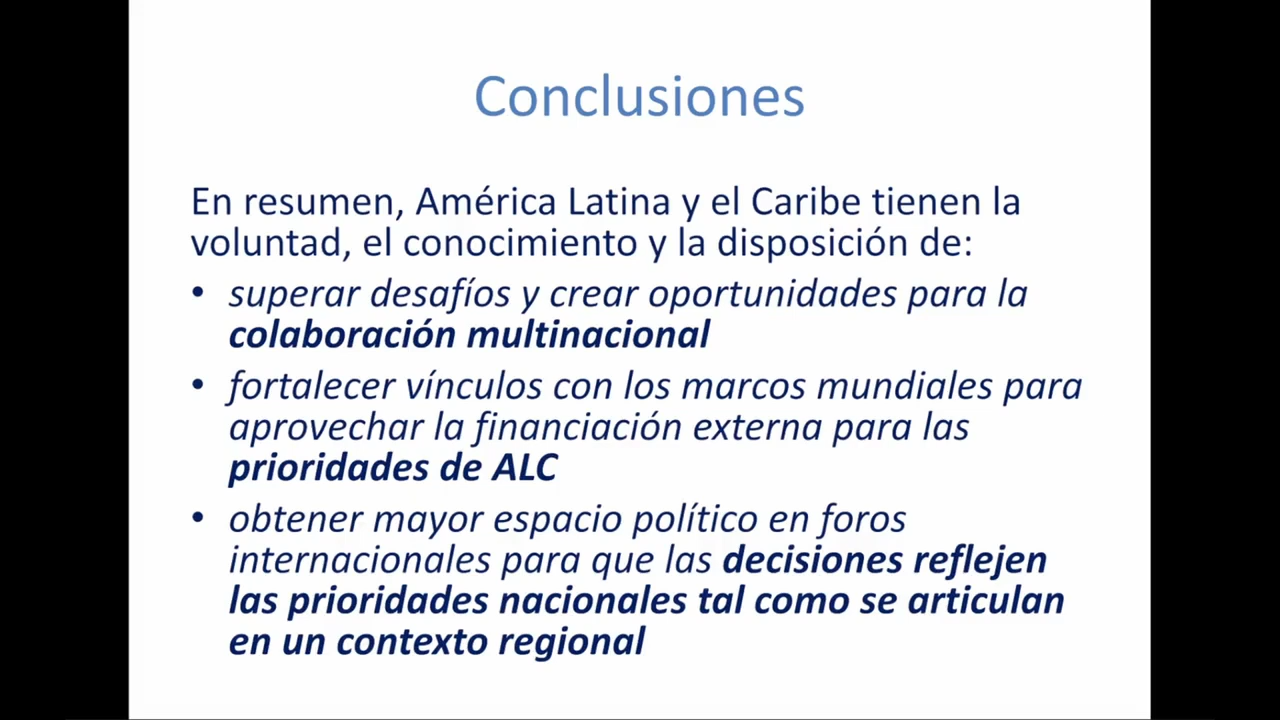 Conclusiones
En resumen, América Latina y el Caribe tienen la
voluntad, el conocimiento y la disposición de:
• superar desafíos y crear oportunidades para la
colaboración multinacional
• fortalecer vínculos con los marcos mundiales para
aprovechar la financiación externa para las
prioridades de ALC
• obtener mayor espacio político en foros
internacionales para que las decisiones reflejen
las prioridades nacionales tal como se articulan
en un contexto regional